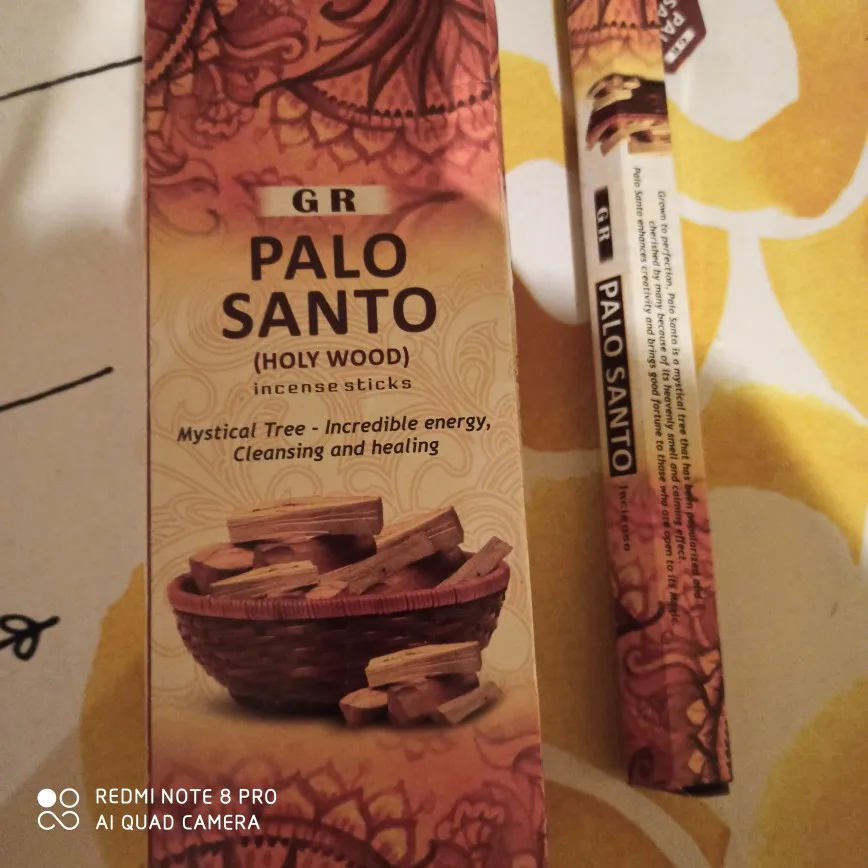 GR
PALO
SANTO
(HOLY WOOD)
incense sticks
Mystical Tree - Incredible energy,
Cleansing and healing
GR
PALO SANTO
Incienso
Grown to perfection, Palo Santo is a mystical tree that has been popularized and
cherished by many because of its heavenly smell and calming effect.
Palo Santo enhances creativity and brings good fortune to those who are open to its magic.
REDMI NOTE 8 PRO
AI QUAD CAMERA